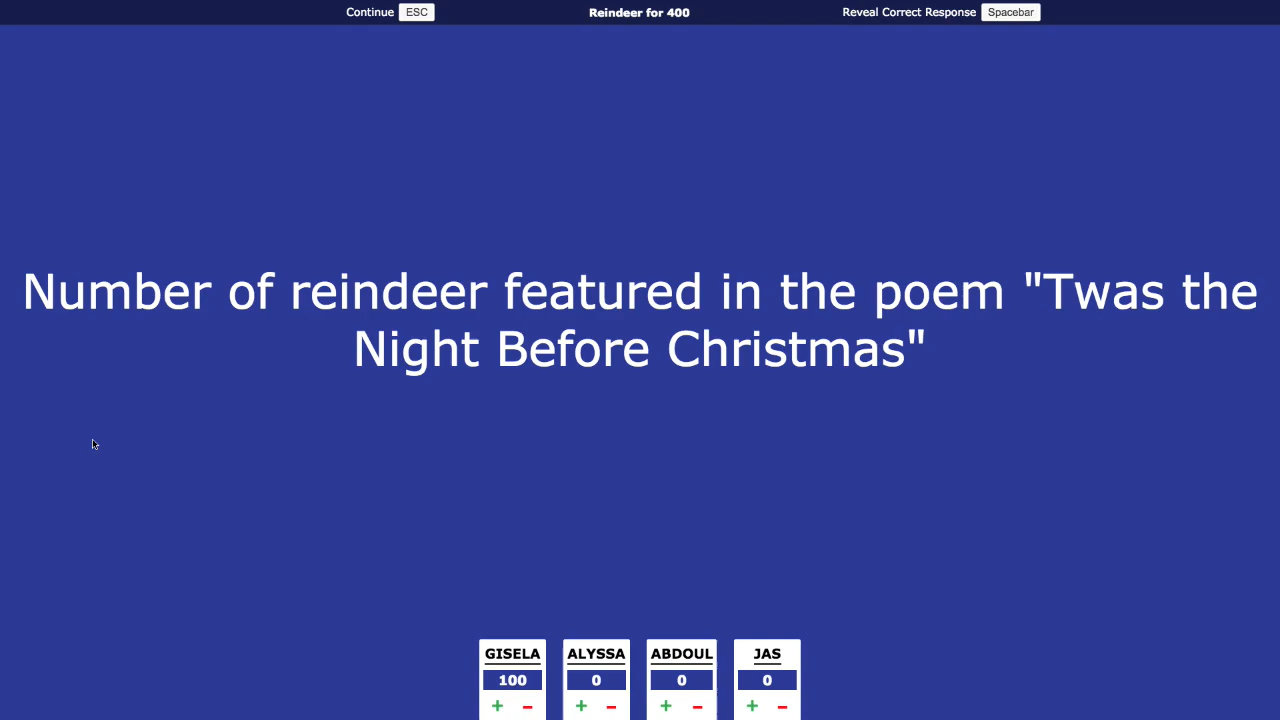 Continue ESC Reindeer for 400 Reveal Correct Response Spacebar
Number of reindeer featured in the poem "Twas the
Night Before Christmas"
GISELA ALYSSA ABDOUL JAS
100 0 0 0
+ - + - + - + -